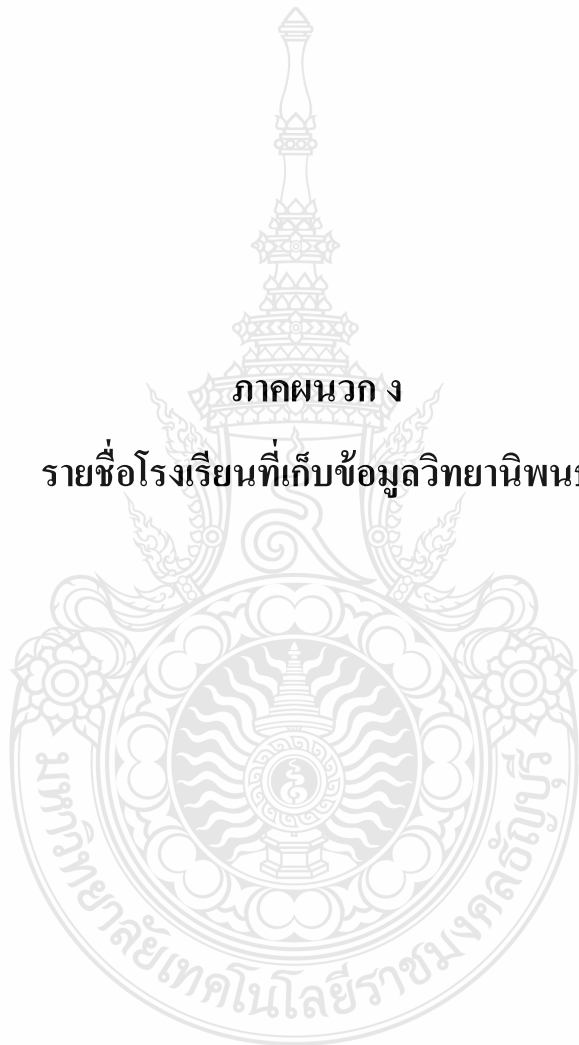 ภาคผนวก ง
รายชื่อโรงเรียนที่เก็บข้อมูลวิทยานิพน
มหาวิทยาลัยเทคโนโลยีราชมงคลธัญบุรี